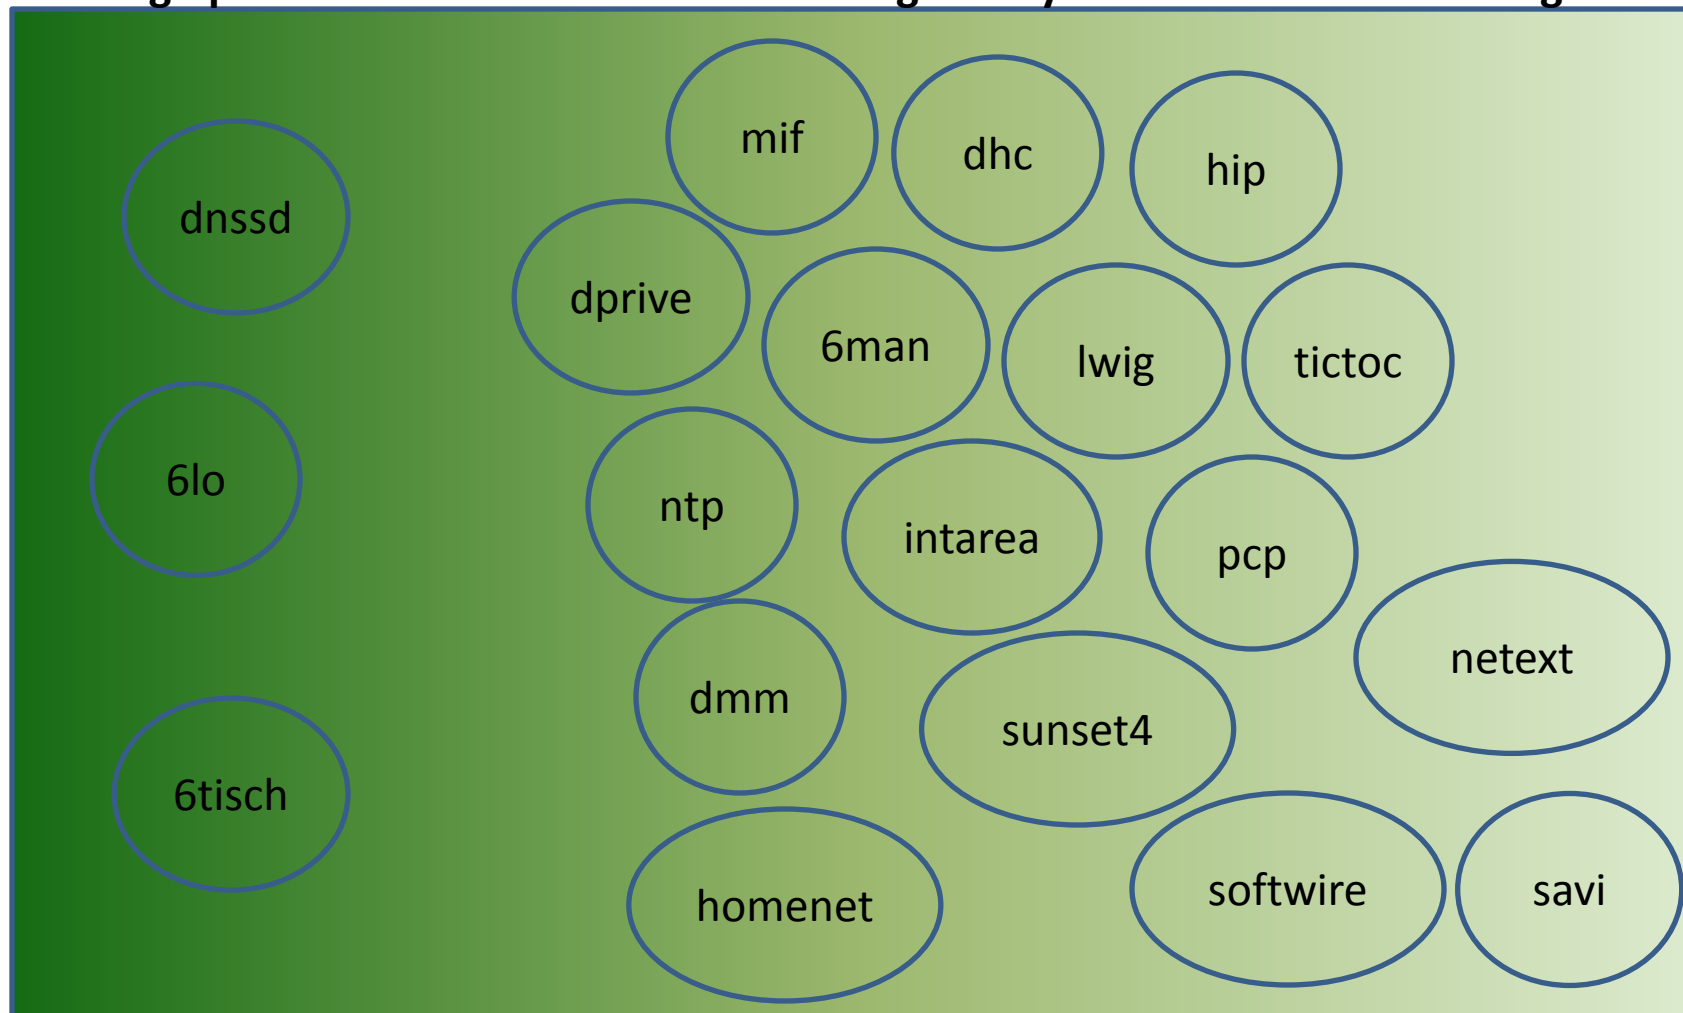 mif
dhc
hip
dnssd
dprive
6man
lwig
tictoc
6lo
ntp
intarea
pcp
netext
dmm
sunset4
6tisch
homenet
softwire
savi